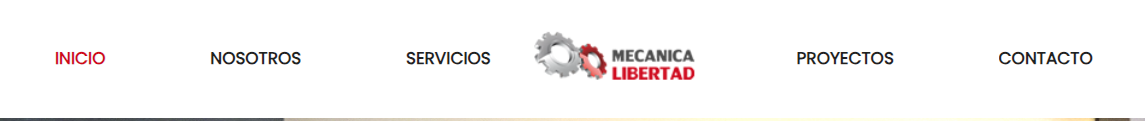 INICIO NOSOTROS SERVICIOS MECANICA LIBERTAD PROYECTOS CONTACTO